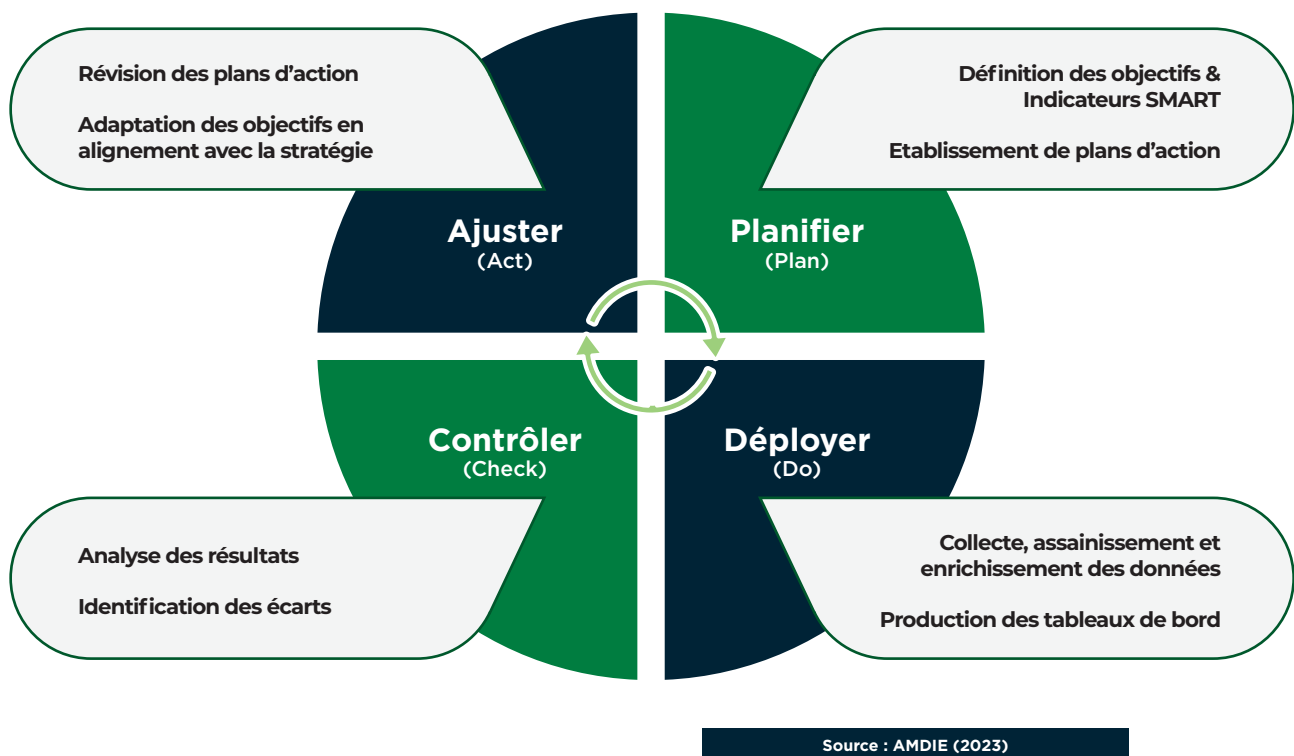 Révision des plans d’action
Adaptation des objectifs en
alignement avec la stratégie
Définition des objectifs &
Indicateurs SMART
Etablissement de plans d’action
Ajuster
(Act)
Planifier
(Plan)
Contrôler
(Check)
Déployer
(Do)
Analyse des résultats
Identification des écarts
Collecte, assainissement et
enrichissement des données
Production des tableaux de bord
Source : AMDIE (2023)